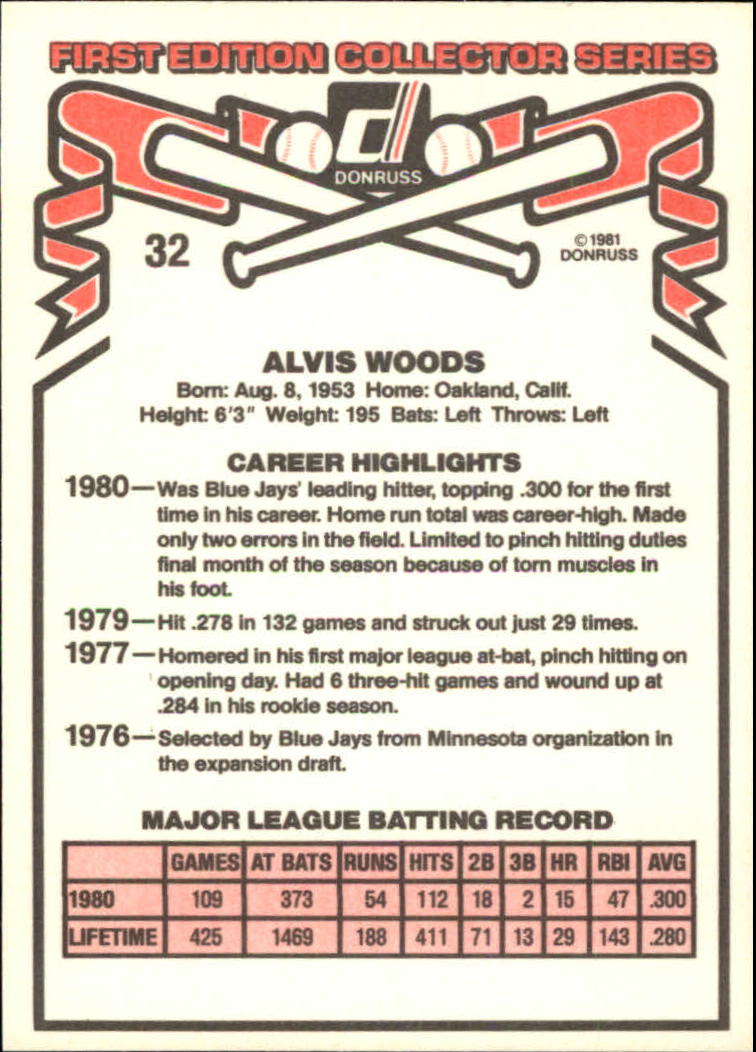 FIRST EDITION COLLECTOR SERIES
d
DONRUSS
32
© 1981
DONRUSS
ALVIS WOODS
Born: Aug. 8, 1953 Home: Oakland, Calif.
Height: 6'3" Weight: 195 Bats: Left Throws: Left
CAREER HIGHLIGHTS
1980—Was Blue Jays' leading hitter, topping .300 for the first
time in his career. Home run total was career-high. Made
only two errors in the field. Limited to pinch hitting duties
final month of the season because of torn muscles in
his foot.
1979—Hit .278 in 132 games and struck out just 29 times.
1977—Homered in his first major league at-bat, pinch hitting on
opening day. Had 6 three-hit games and wound up at
.284 in his rookie season.
1976—Selected by Blue Jays from Minnesota organization in
the expansion draft.
MAJOR LEAGUE BATTING RECORD
GAMES AT BATS RUNS HITS 2B 3B HR RBI AVG
1980 109 373 54 112 18 2 15 47 .300
LIFETIME 425 1469 188 411 71 13 29 143 .280